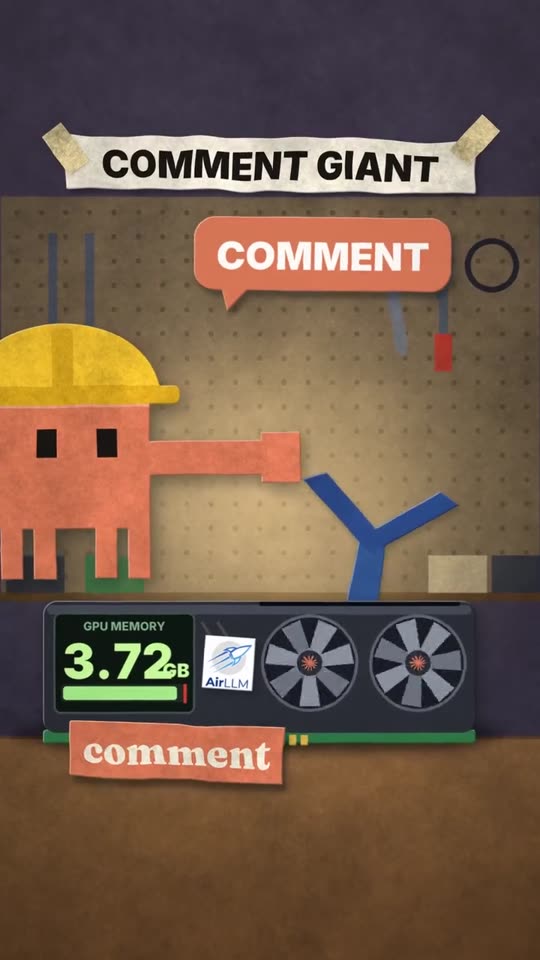 COMMENT GIANT
COMMENT
GPU MEMORY
3.72GB
AirLLM
comment